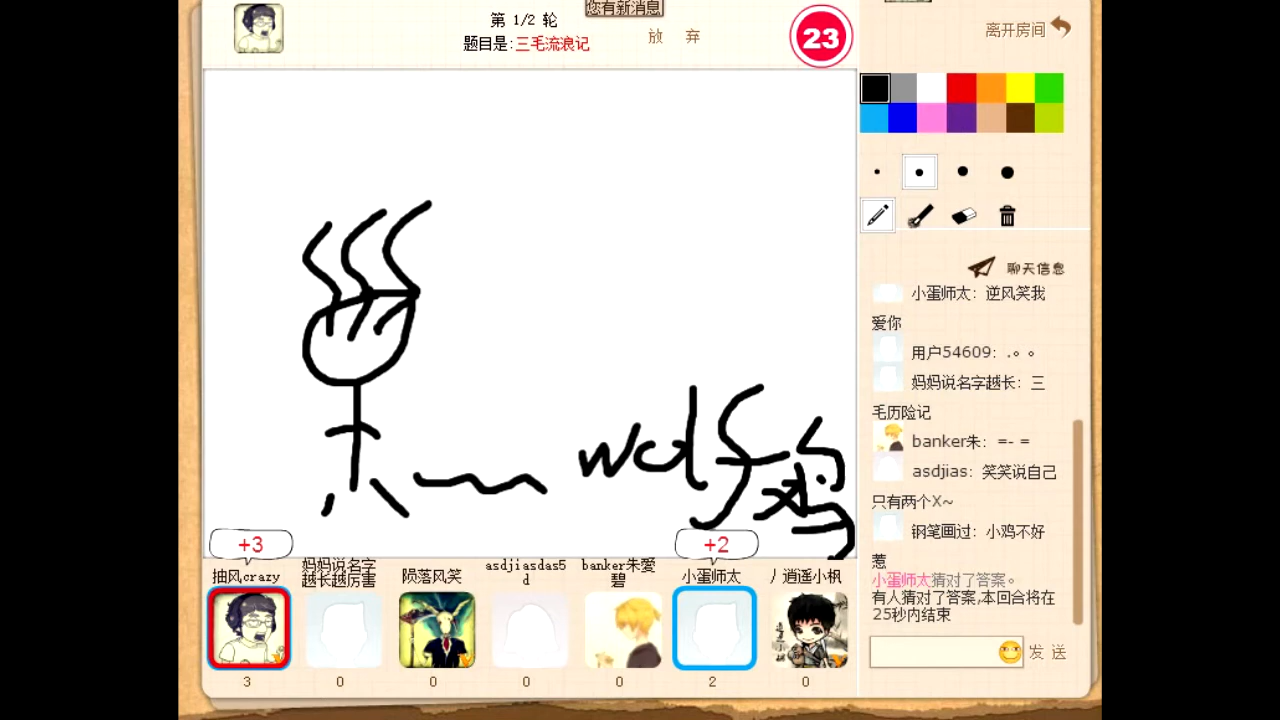 您有新消息
第 1/2 轮
题目是:三毛流浪记
放 弃
23
离开房间
聊天信息
小蛋师太：逆风笑我
爱你
用户54609：.。。
妈妈说名字越长：三
毛历险记
banker朱：=- =
asdjias：笑笑说自己
只有两个X~
钢笔画过：小鸡不好
惹
小蛋师太猜对了答案。
有人猜对了答案,本回合将在
25秒内结束
发 送
wolf鸡
+3
+2
抽风crazy
妈妈说名字
越长越厉害
陨落风笑
asdjiasdas5
d
banker朱爱
碧
小蛋师太
丿逍遥小枫
3
0
0
0
0
2
0